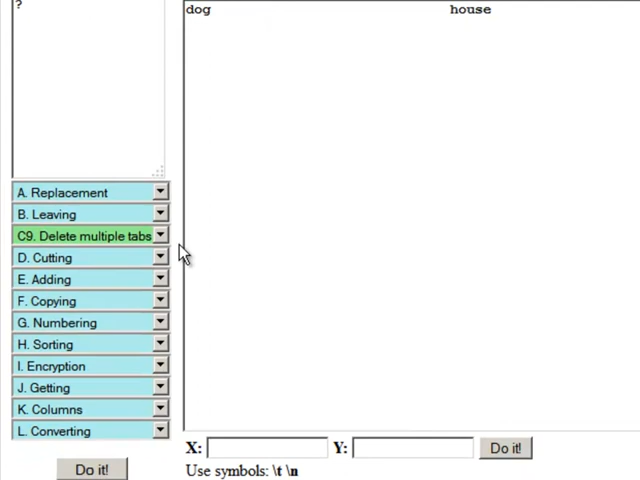 ?
dog house
A. Replacement
B. Leaving
C9. Delete multiple tabs
D. Cutting
E. Adding
F. Copying
G. Numbering
H. Sorting
I. Encryption
J. Getting
K. Columns
L. Converting
Do it!
X: Y: Do it!
Use symbols: \t \n